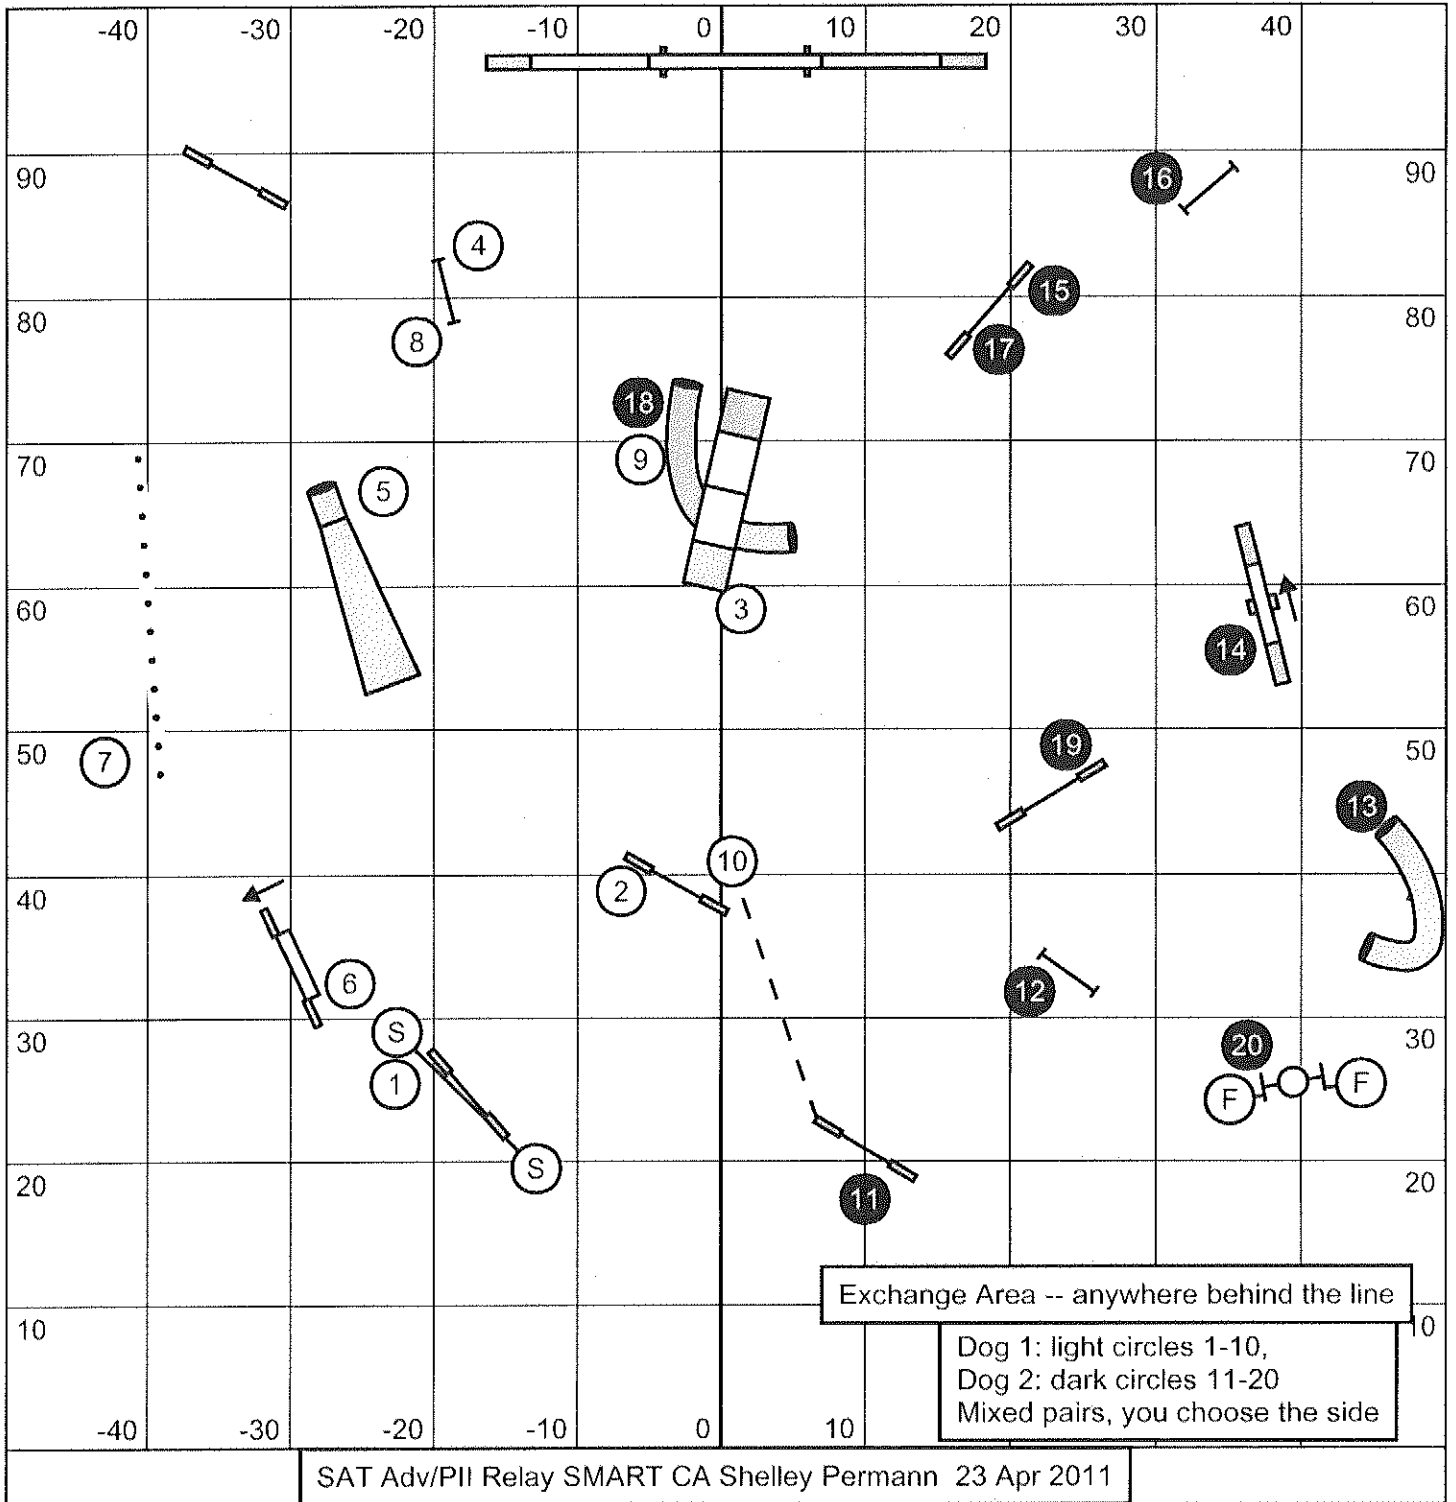 -40 -30 -20 -10 0 10 20 30 40
90 16 90
4
80 15 80
8 17
18
70 5 9 70
60 3 60
14
50 7 19 50
13
10
40 2 40
6 12
30 S 20 30
1 F F
20 S 20
11
Exchange Area -- anywhere behind the line
10 10
Dog 1: light circles 1-10,
Dog 2: dark circles 11-20
Mixed pairs, you choose the side
-40 -30 -20 -10 0 10
SAT Adv/PII Relay SMART CA Shelley Permann 23 Apr 2011